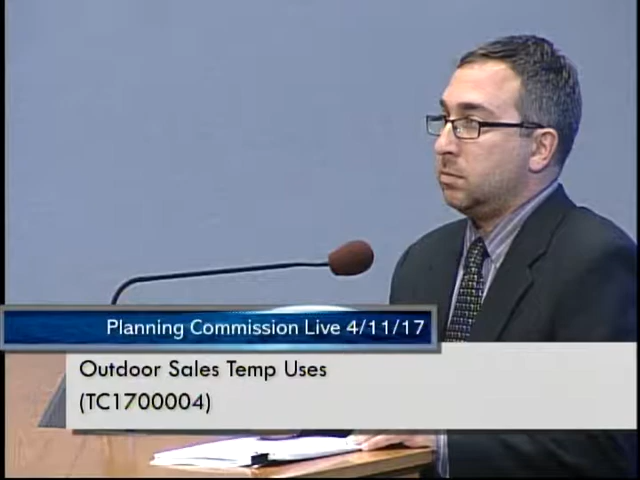 Planning Commission Live 4/11/17
Outdoor Sales Temp Uses
(TC1700004)